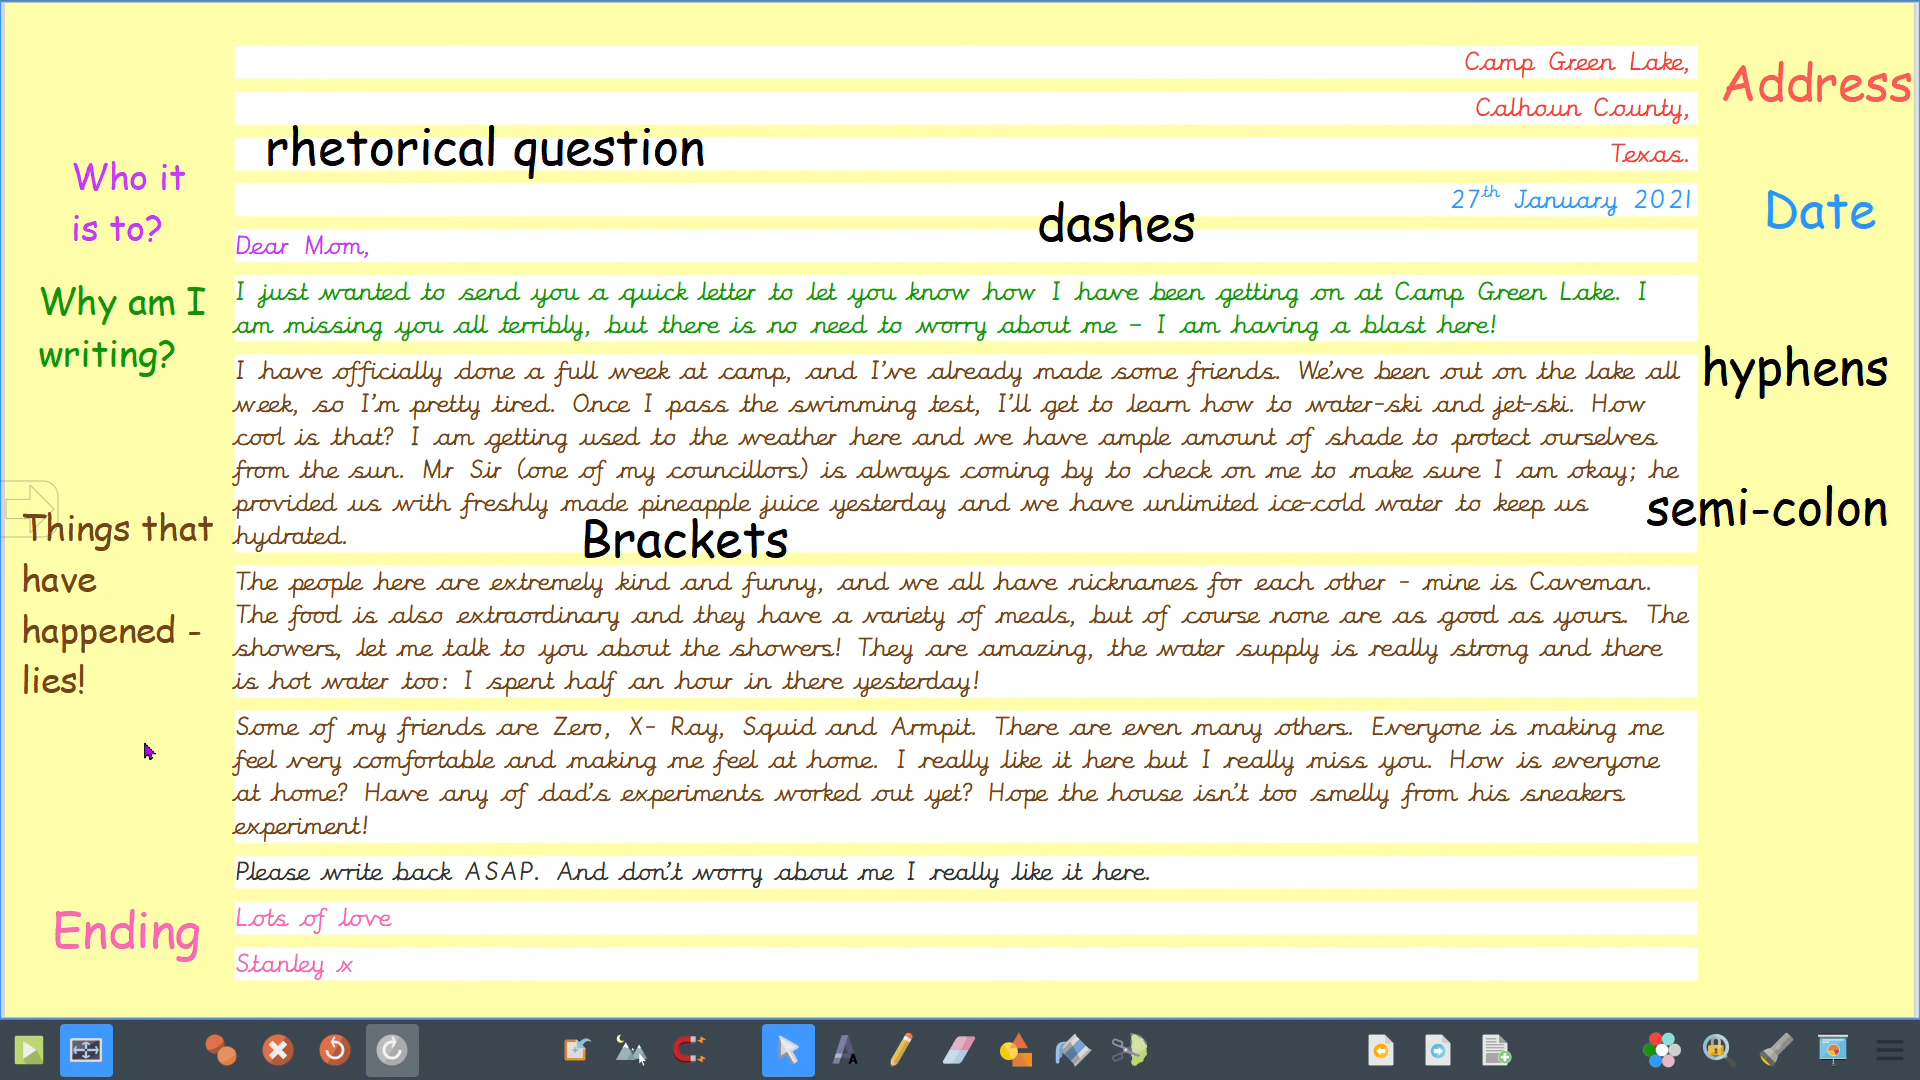 Camp Green Lake,
Address
Calhoun County,
rhetorical question
Texas.
Who it
is to?
27th January 2021
Date
dashes
Dear Mom,
Why am I
writing?
I just wanted to send you a quick letter to let you know how I have been getting on at Camp Green Lake. I
am missing you all terribly, but there is no need to worry about me – I am having a blast here!
hyphens
I have officially done a full week at camp, and I've already made some friends. We've been out on the lake all
week, so I'm pretty tired. Once I pass the swimming test, I'll get to learn how to water-ski and jet-ski. How
cool is that? I am getting used to the weather here and we have ample amount of shade to protect ourselves
from the sun. Mr Sir (one of my councillors) is always coming by to check on me to make sure I am okay; he
provided us with freshly made pineapple juice yesterday and we have unlimited ice-cold water to keep us
hydrated.
semi-colon
Brackets
Things that
have
happened -
lies!
The people here are extremely kind and funny, and we all have nicknames for each other – mine is Caveman.
The food is also extraordinary and they have a variety of meals, but of course none are as good as yours. The
showers, let me talk to you about the showers! They are amazing, the water supply is really strong and there
is hot water too: I spent half an hour in there yesterday!
Some of my friends are Zero, X- Ray, Squid and Armpit. There are even many others. Everyone is making me
feel very comfortable and making me feel at home. I really like it here but I really miss you. How is everyone
at home? Have any of dad's experiments worked out yet? Hope the house isn't too smelly from his sneakers
experiment!
Please write back ASAP. And don't worry about me I really like it here.
Ending
Lots of love
Stanley x